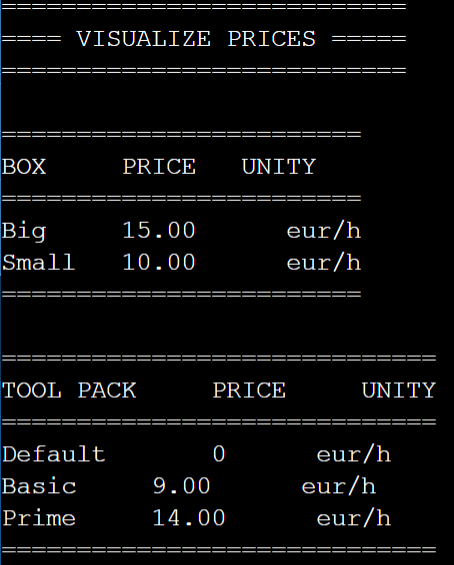 ===========================
==== VISUALIZE PRICES =====
===========================
========================
BOX     PRICE   UNITY
========================
Big     15.00      eur/h
Small   10.00      eur/h
========================
=============================
TOOL PACK     PRICE     UNITY
=============================
Default       0      eur/h
Basic     9.00      eur/h
Prime     14.00      eur/h
=============================